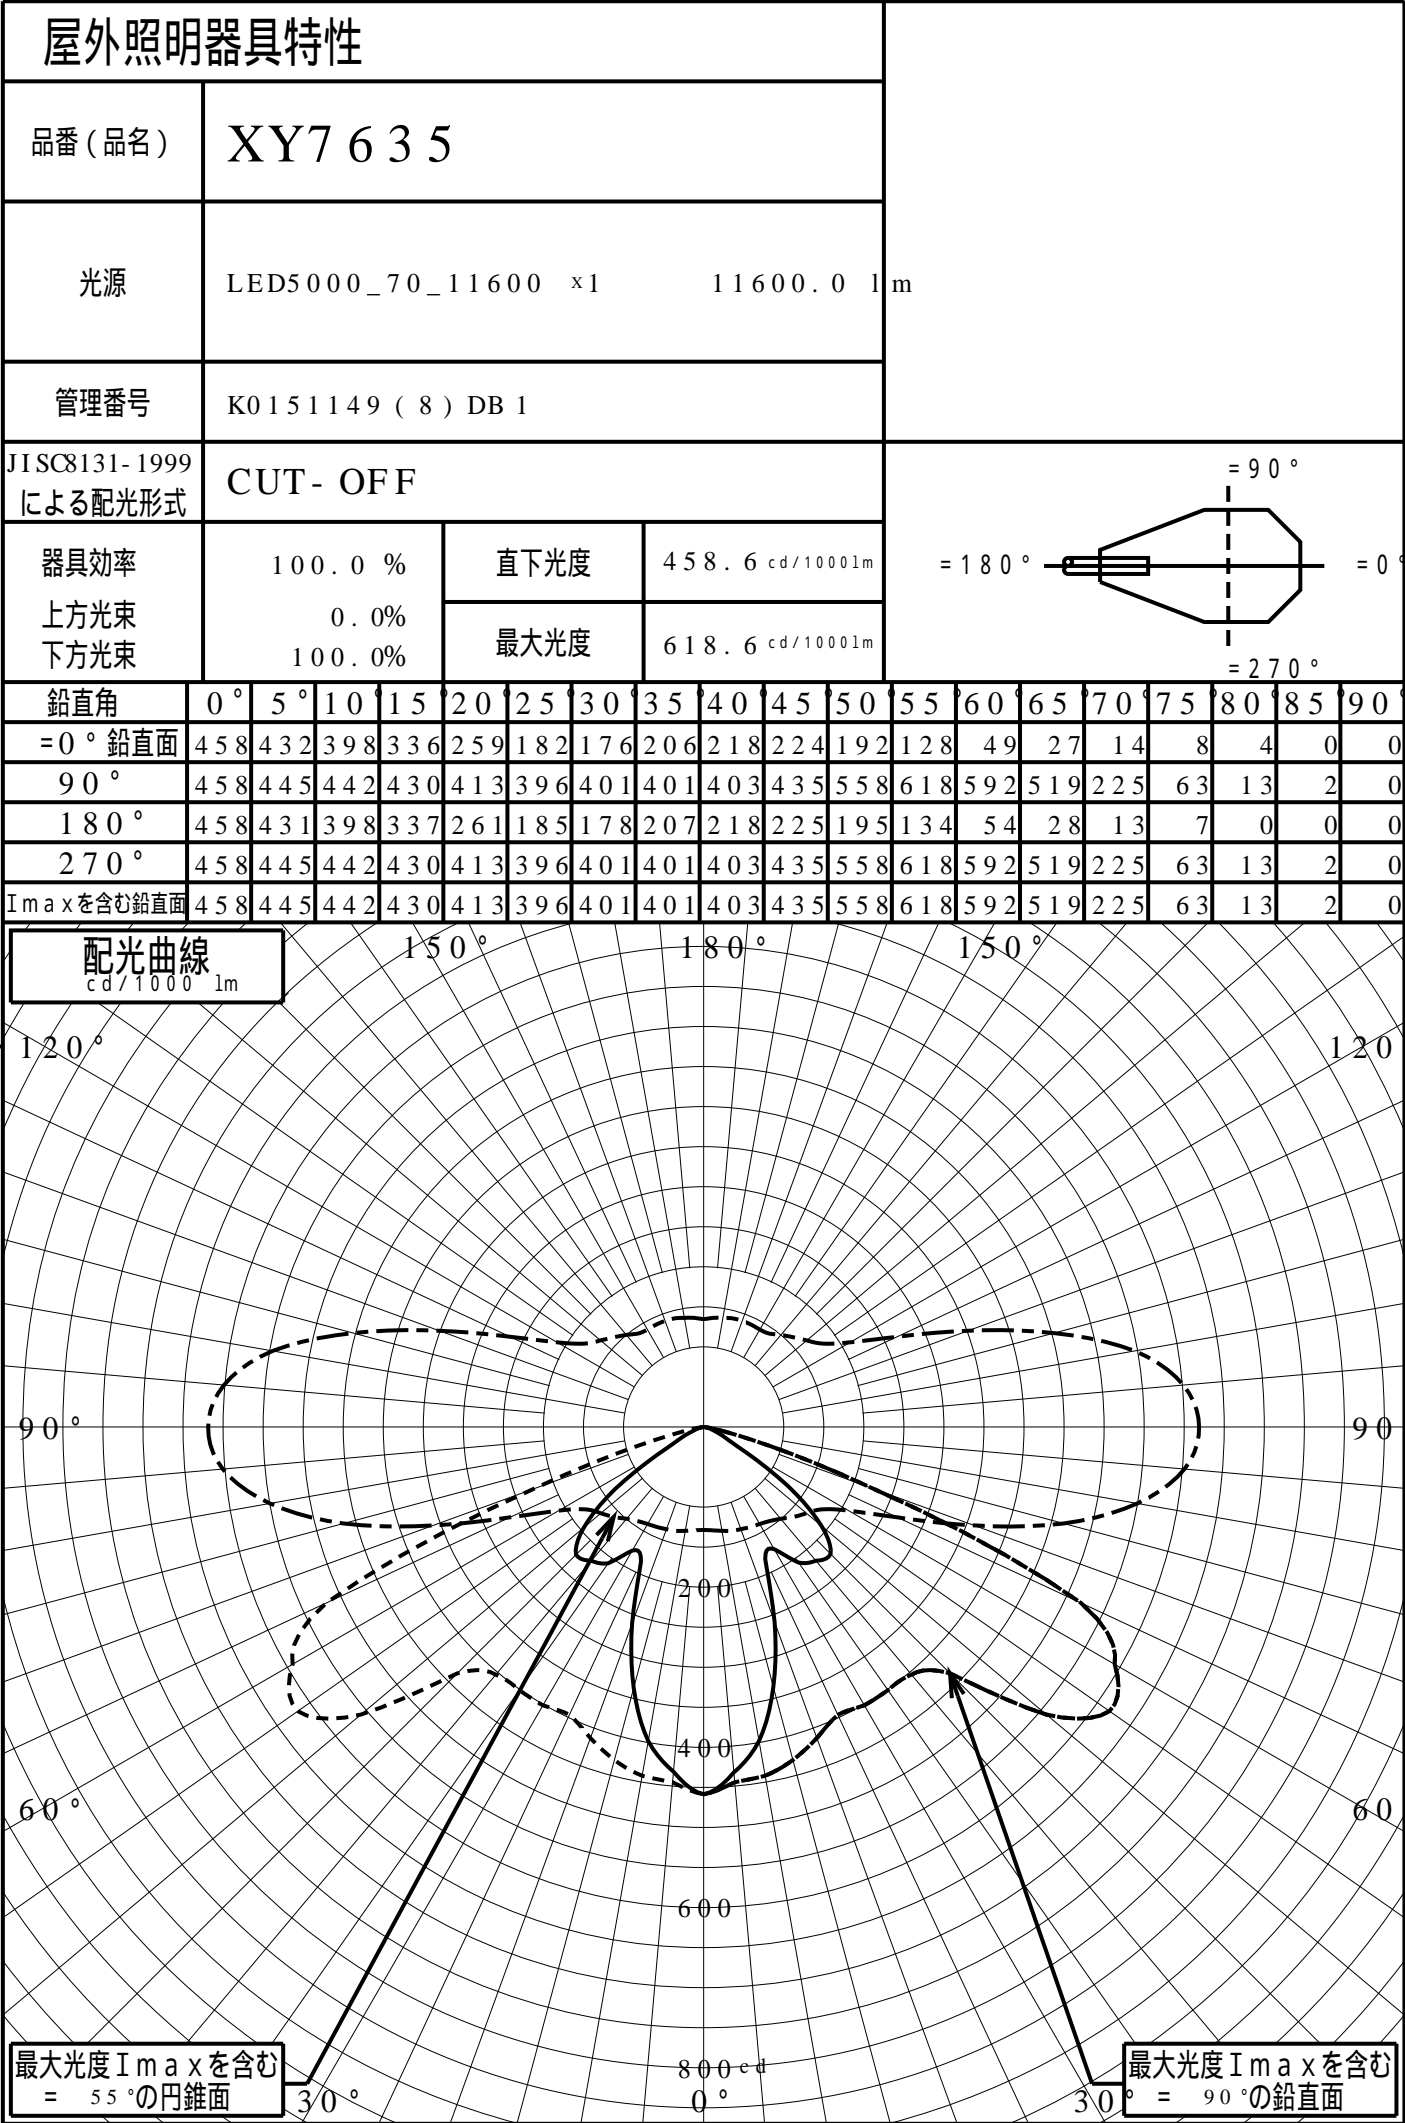 屋外照明器具特性
品番（品名） XY7635
光源 LED5000_70_11600 x1 11600.0 lm
管理番号 K0151149(8)DB1
JISC8131-1999
による配光形式 CUT-OFF
器具効率 100.0 %
上方光束 0.0%
下方光束 100.0%
直下光度 458.6 cd/1000lm
最大光度 618.6 cd/1000lm
=90°
=180° =0°
=270°
鉛直角 0° 5° 10° 15° 20° 25° 30° 35° 40° 45° 50° 55° 60° 65° 70° 75° 80° 85° 90
=0°鉛直面 458 432 398 336 259 182 176 206 218 224 192 128 49 27 14 8 4 0 0
90° 458 445 442 430 413 396 401 401 403 435 558 618 592 519 225 63 13 2 0
180° 458 431 398 337 261 185 178 207 218 225 195 134 54 28 13 7 0 0 0
270° 458 445 442 430 413 396 401 401 403 435 558 618 592 519 225 63 13 2 0
Imaxを含む鉛直面 458 445 442 430 413 396 401 401 403 435 558 618 592 519 225 63 13 2 0
配光曲線
cd/1000 lm
150° 180° 150°
120° 120
90° 90
200
400
60° 60
600
800cd
30° 0° 30°
最大光度Imaxを含む
= 55°の円錐面
最大光度Imaxを含む
= 90°の鉛直面